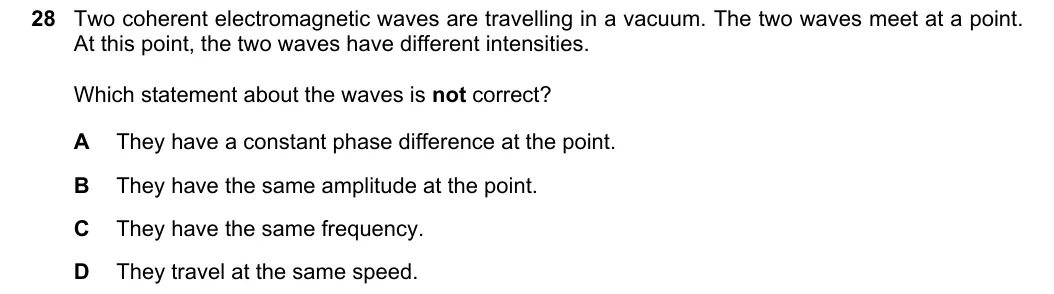 28 Two coherent electromagnetic waves are travelling in a vacuum. The two waves meet at a point.
At this point, the two waves have different intensities.
Which statement about the waves is not correct?
A They have a constant phase difference at the point.
B They have the same amplitude at the point.
C They have the same frequency.
D They travel at the same speed.